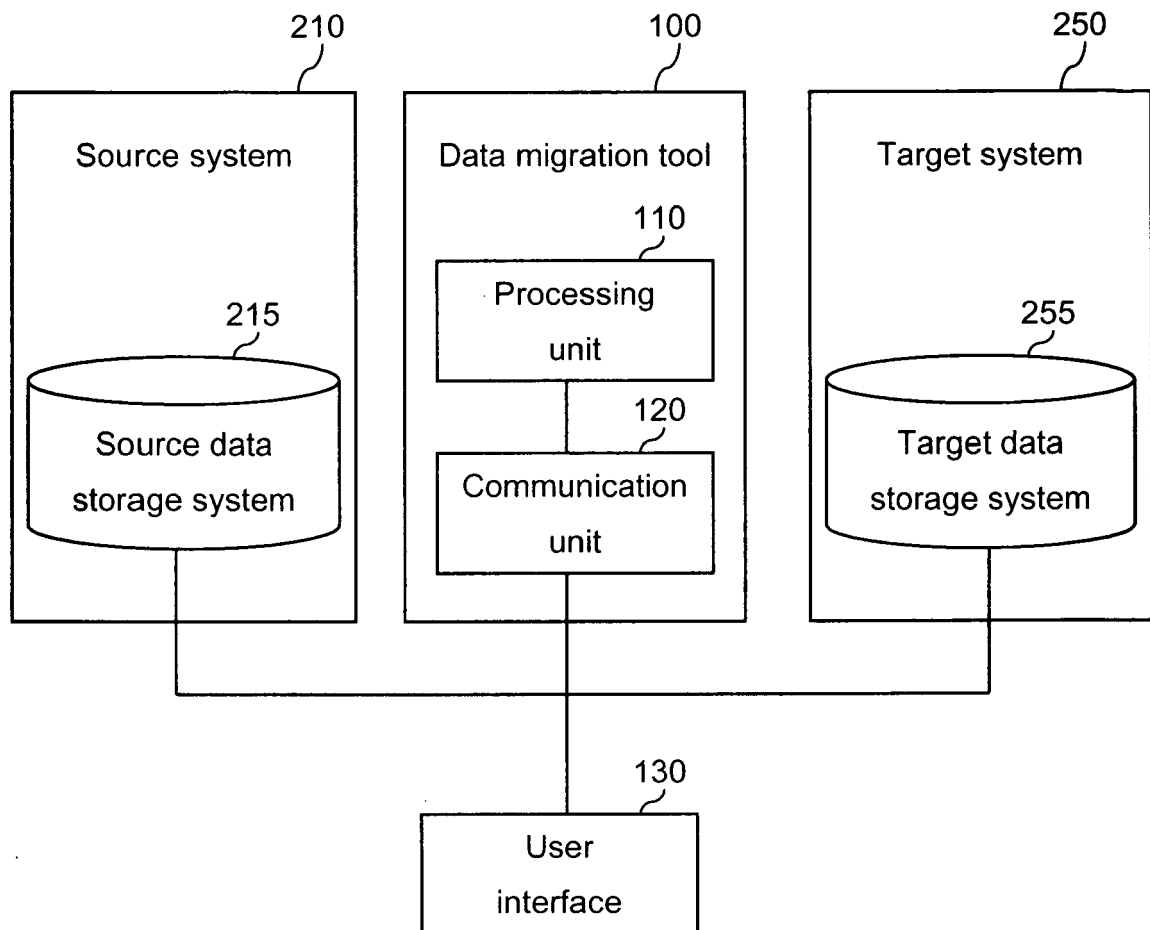 210
100
250
Source system
Data migration tool
Target system
110
Processing
unit
215
255
120
Source data
storage system
Communication
unit
Target data
storage system
130
User
interface